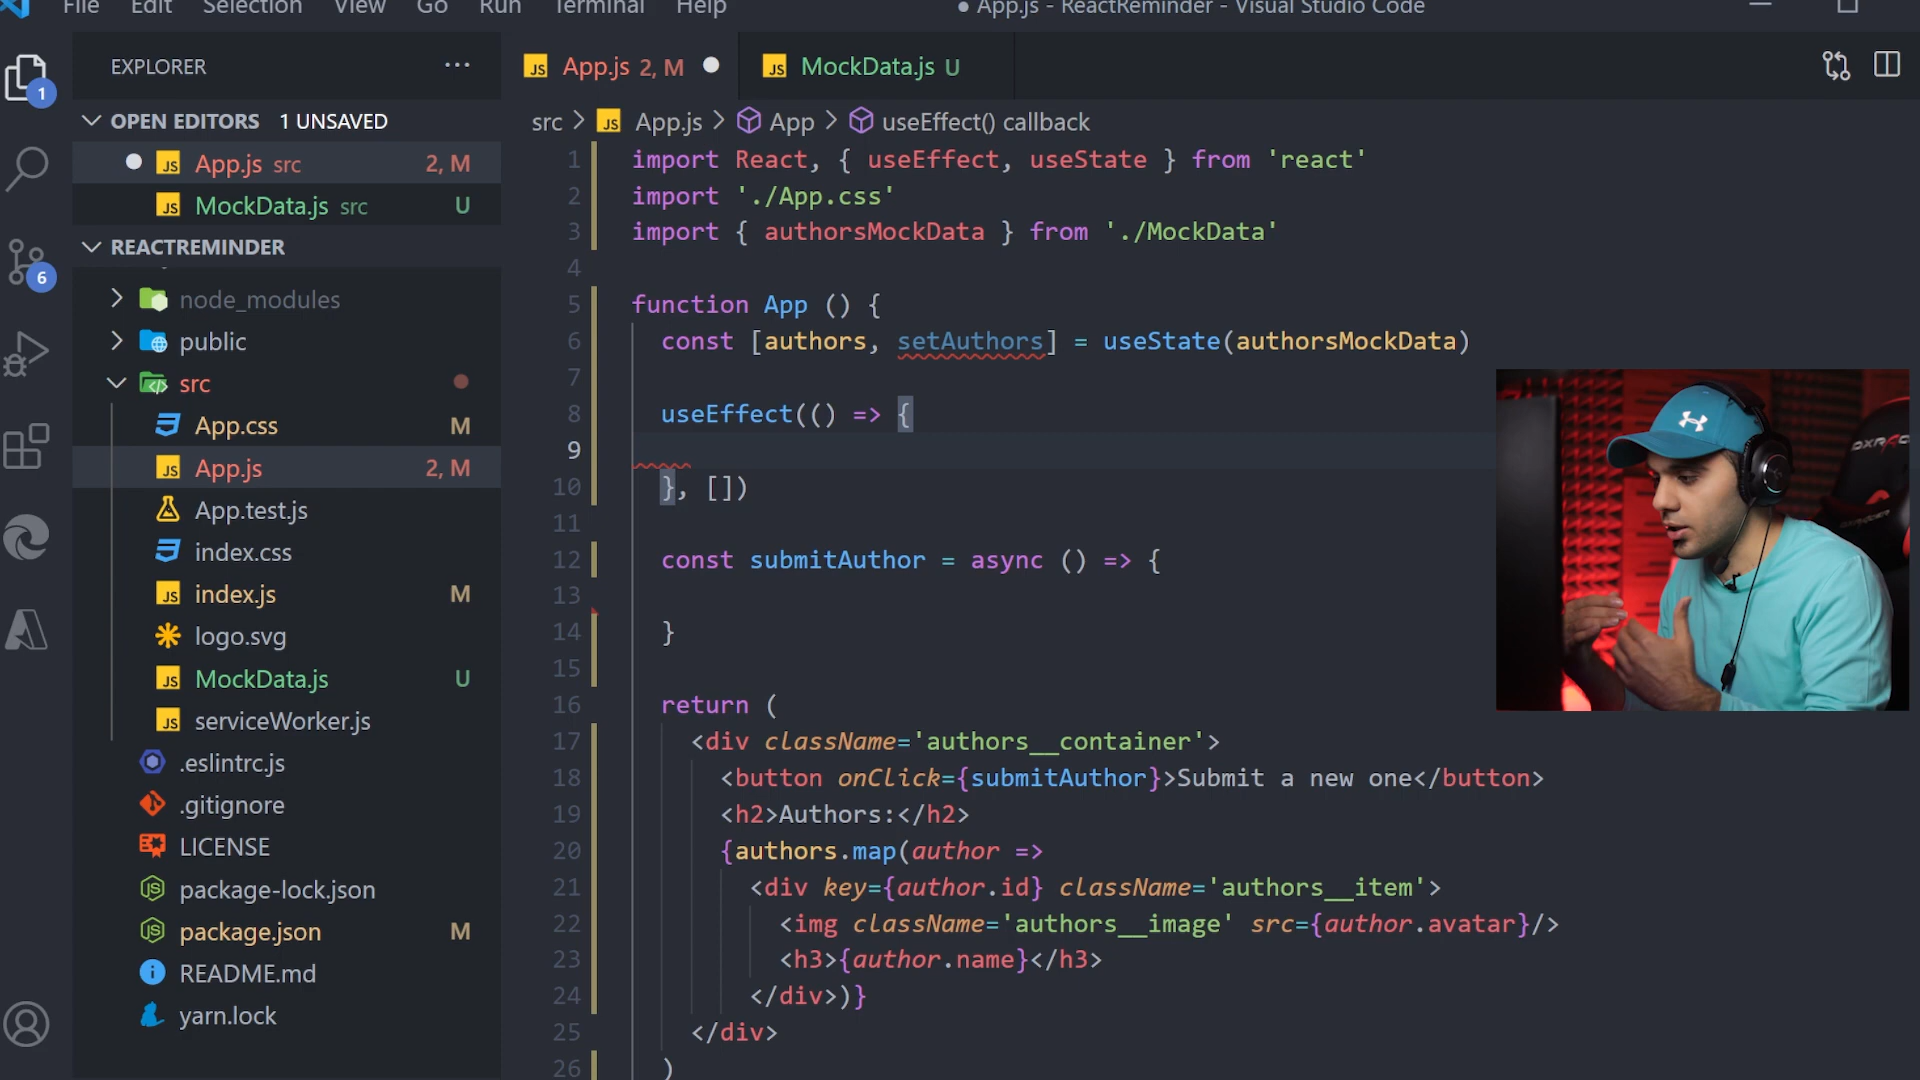 File Edit Selection View Go Run Terminal Help
● App.js - ReactReminder - Visual Studio Code
EXPLORER ...
OPEN EDITORS 1 UNSAVED
App.js src 2, M
MockData.js src U
REACTREMINDER
node_modules
public
src
App.css M
App.js 2, M
App.test.js
index.css
index.js M
logo.svg
MockData.js U
serviceWorker.js
.eslintrc.js
.gitignore
LICENSE
package-lock.json
package.json M
README.md
yarn.lock
1
6
JS App.js 2, M
JS MockData.js U
src > JS App.js > App > useEffect() callback
1 import React, { useEffect, useState } from 'react'
2 import './App.css'
3 import { authorsMockData } from './MockData'
4
5 function App () {
6 const [authors, setAuthors] = useState(authorsMockData)
7
8 useEffect(() => {
9
10 }, [])
11
12 const submitAuthor = async () => {
13
14 }
15
16 return (
17 <div className='authors__container'>
18 <button onClick={submitAuthor}>Submit a new one</button>
19 <h2>Authors:</h2>
20 {authors.map(author =>
21 <div key={author.id} className='authors__item'>
22 <img className='authors__image' src={author.avatar}/>
23 <h3>{author.name}</h3>
24 </div>)}
25 </div>
26 )